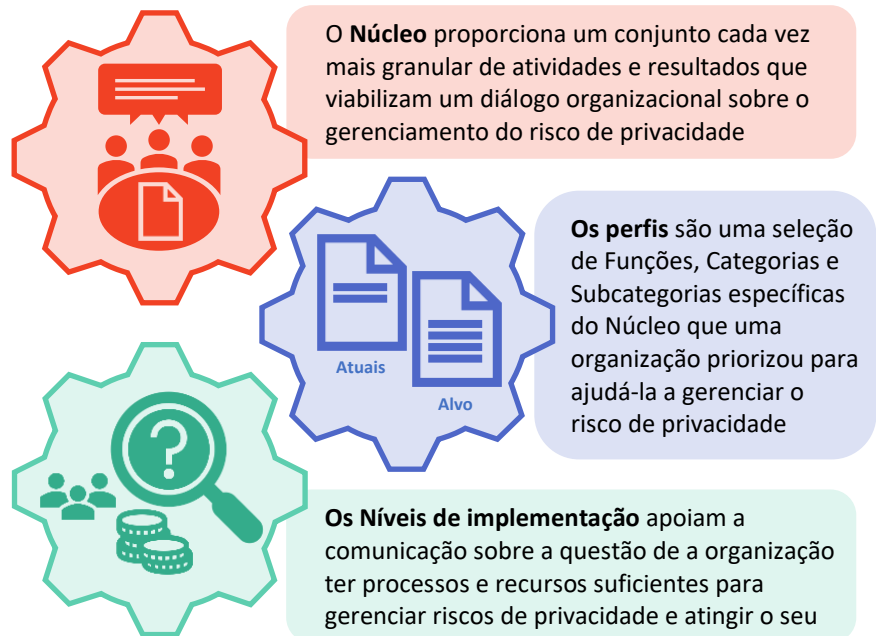 O Núcleo proporciona um conjunto cada vez
mais granular de atividades e resultados que
viabilizam um diálogo organizacional sobre o
gerenciamento do risco de privacidade
Os perfis são uma seleção
de Funções, Categorias e
Subcategorias específicas
do Núcleo que uma
organização priorizou para
ajudá-la a gerenciar o
risco de privacidade
Atuais
Alvo
?
Os Níveis de implementação apoiam a
comunicação sobre a questão de a organização
ter processos e recursos suficientes para
gerenciar riscos de privacidade e atingir o seu